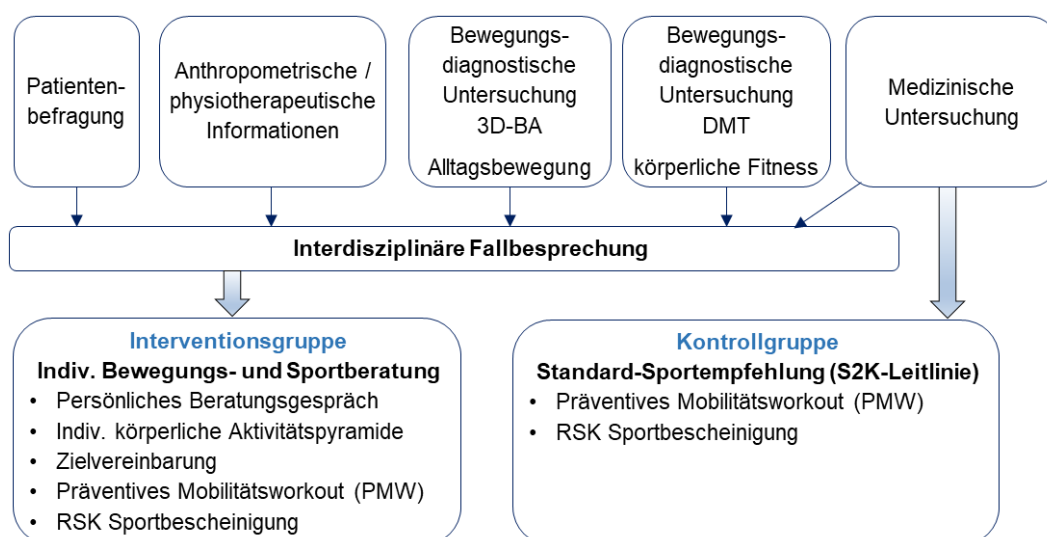 Patienten-
befragung
Anthropometrische /
physiotherapeutische
Informationen
Bewegungs-
diagnostische
Untersuchung
3D-BA
Alltagsbewegung
Bewegungs-
diagnostische
Untersuchung
DMT
körperliche Fitness
Medizinische
Untersuchung
Interdisziplinäre Fallbesprechung
Interventionsgruppe
Indiv. Bewegungs- und Sportberatung
• Persönliches Beratungsgespräch
• Indiv. körperliche Aktivitätspyramide
• Zielvereinbarung
• Präventives Mobilitätsworkout (PMW)
• RSK Sportbescheinigung
Kontrollgruppe
Standard-Sportempfehlung (S2K-Leitlinie)
• Präventives Mobilitätsworkout (PMW)
• RSK Sportbescheinigung